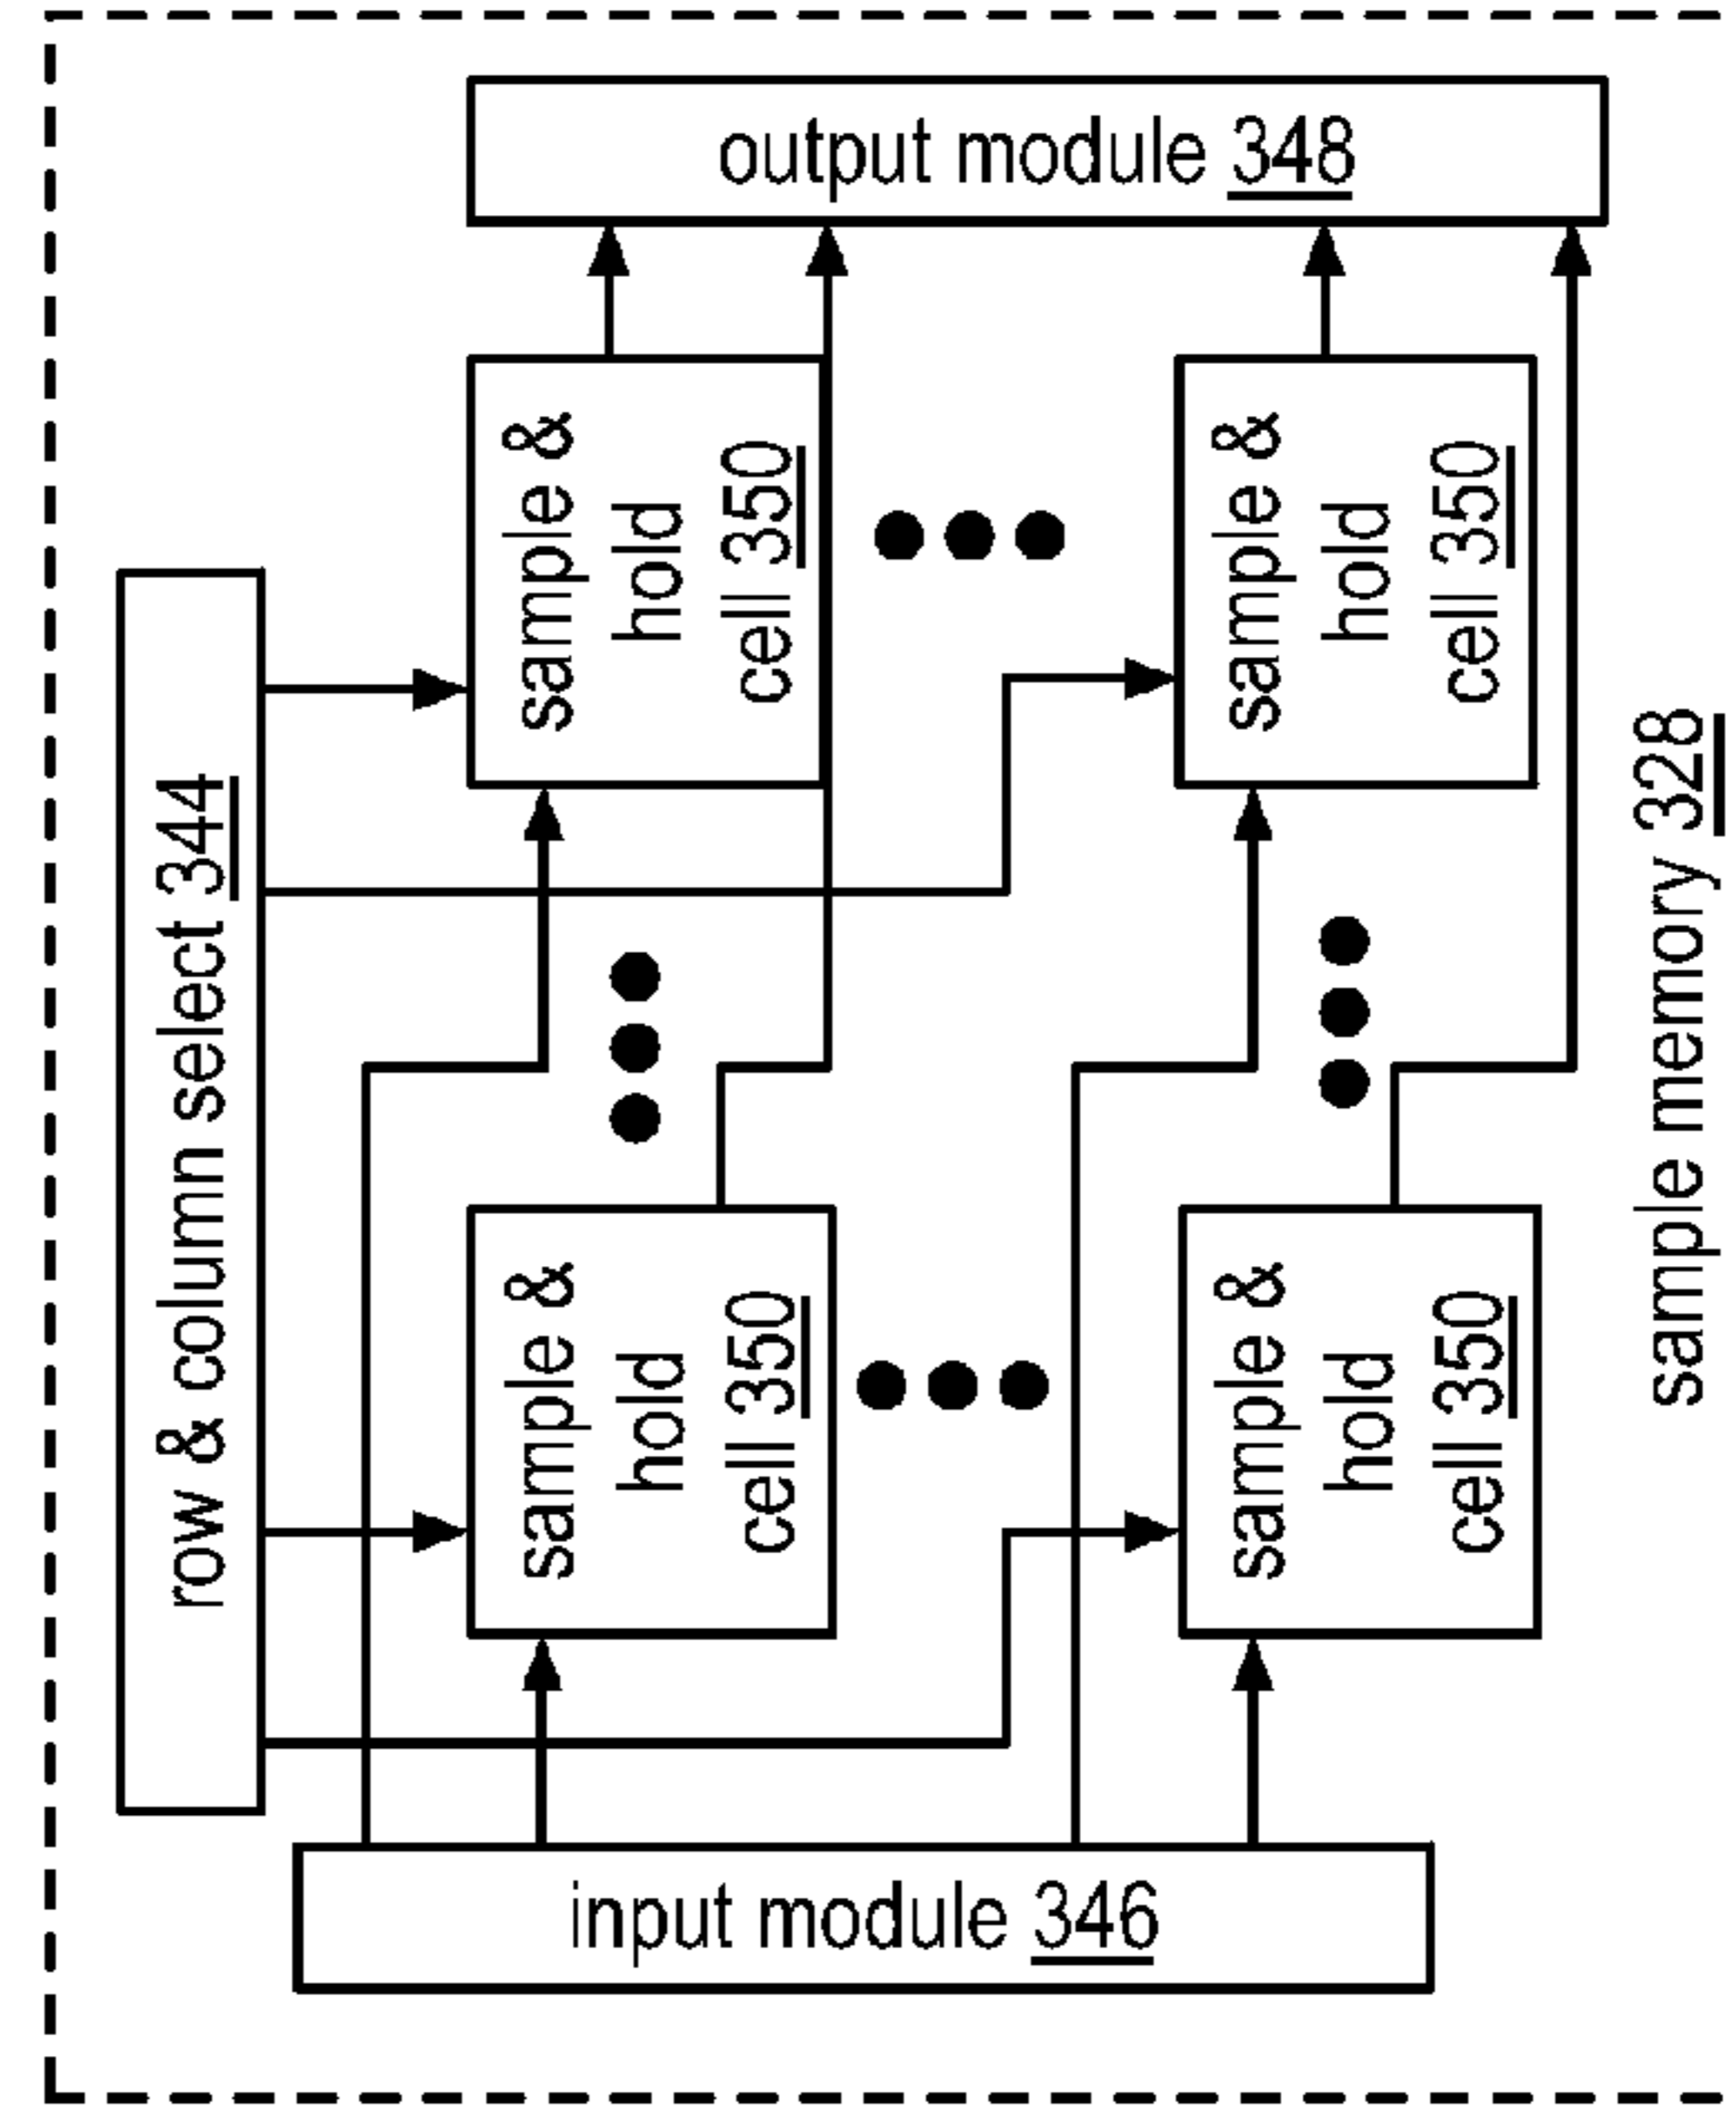 output module 348
row & column select 344
sample &
hold
cell 350
sample &
hold
cell 350
sample &
hold
cell 350
sample &
hold
cell 350
input module 346
sample memory 328